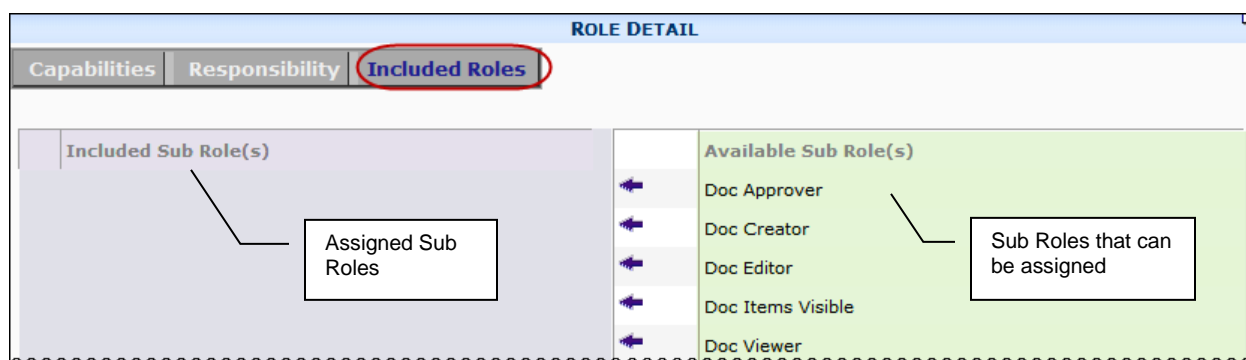 ROLE DETAIL
Capabilities Responsibility Included Roles
Included Sub Role(s) Available Sub Role(s)
Doc Approver
Doc Creator
Doc Editor
Doc Items Visible
Doc Viewer
Assigned Sub
Roles
Sub Roles that can
be assigned